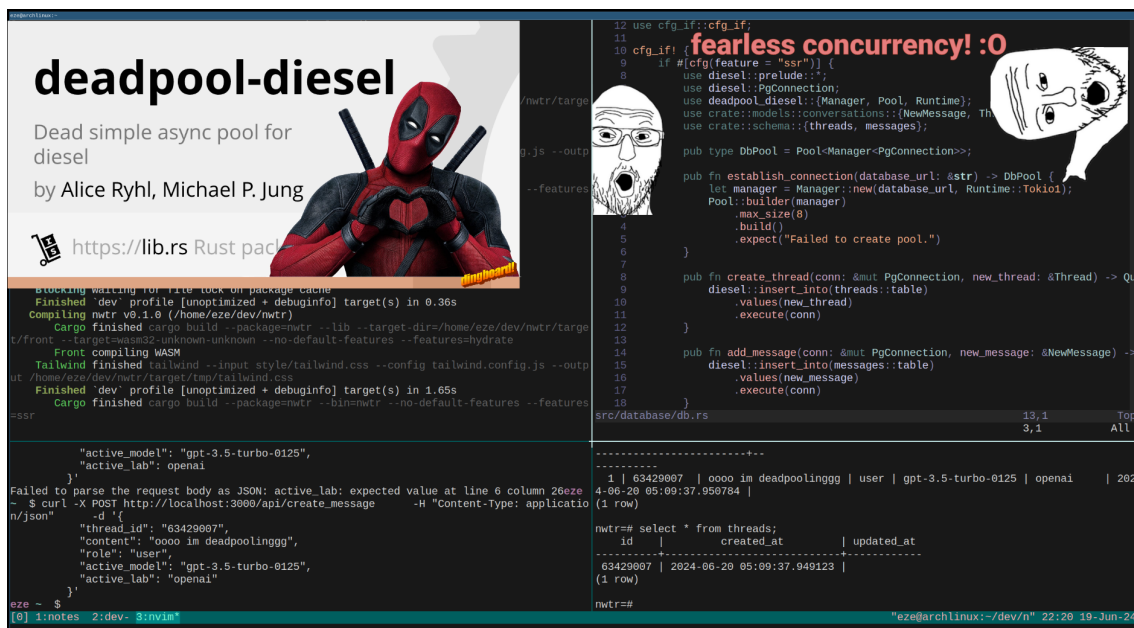 eze@archlinux:~
deadpool-diesel
Dead simple async pool for
diesel
by Alice Ryhl, Michael P. Jung
https://lib.rs Rust pac
dingboard!
/nwtr/targe
g.js --outp
--features
Blocking waiting for file lock on package cache
Finished `dev` profile [unoptimized + debuginfo] target(s) in 0.36s
Compiling nwtr v0.1.0 (/home/eze/dev/nwtr)
Cargo finished cargo build --package=nwtr --lib --target-dir=/home/eze/dev/nwtr/targe
t/front --target=wasm32-unknown-unknown --no-default-features --features=hydrate
Front compiling WASM
Tailwind finished tailwind --input style/tailwind.css --config tailwind.config.js --outp
ut /home/eze/dev/nwtr/target/tmp/tailwind.css
Finished `dev` profile [unoptimized + debuginfo] target(s) in 1.65s
Cargo finished cargo build --package=nwtr --bin=nwtr --no-default-features --features
=ssr
fearless concurrency! :O
12 use cfg_if::cfg_if;
11
10 cfg_if! {
9 if #[cfg(feature = "ssr")] {
8 use diesel::prelude::*;
use diesel::PgConnection;
use deadpool_diesel::{Manager, Pool, Runtime};
use crate::models::conversations::{NewMessage, Th
use crate::schema::{threads, messages};
pub type DbPool = Pool<Manager<PgConnection>>;
pub fn establish_connection(database_url: &str) -> DbPool {
let manager = Manager::new(database_url, Runtime::Tokio1);
Pool::builder(manager)
.max_size(8)
4 .build()
5 .expect("Failed to create pool.")
6 }
7
8 pub fn create_thread(conn: &mut PgConnection, new_thread: &Thread) -> Qu
9 diesel::insert_into(threads::table)
10 .values(new_thread)
11 .execute(conn)
12 }
13
14 pub fn add_message(conn: &mut PgConnection, new_message: &NewMessage) ->
15 diesel::insert_into(messages::table)
16 .values(new_message)
17 .execute(conn)
18 }
src/database/db.rs 13,1 Top
3,1 All
"active_model": "gpt-3.5-turbo-0125",
"active_lab": openai
}'
Failed to parse the request body as JSON: active_lab: expected value at line 6 column 26eze
~ $ curl -X POST http://localhost:3000/api/create_message -H "Content-Type: applicatio
n/json" -d '{
"thread_id": "63429007",
"content": "oooo im deadpoolinggg",
"role": "user",
"active_model": "gpt-3.5-turbo-0125",
"active_lab": "openai"
}'
eze ~ $
------------------------+--
----------
1 | 63429007 | oooo im deadpoolinggg | user | gpt-3.5-turbo-0125 | openai | 202
4-06-20 05:09:37.950784 |
(1 row)
nwtr=# select * from threads;
id | created_at | updated_at
----------+----------------------------+------------
63429007 | 2024-06-20 05:09:37.949123 |
(1 row)
nwtr=#
[0] 1:notes 2:dev- 3:nvim* "eze@archlinux:~/dev/n" 22:20 19-Jun-24